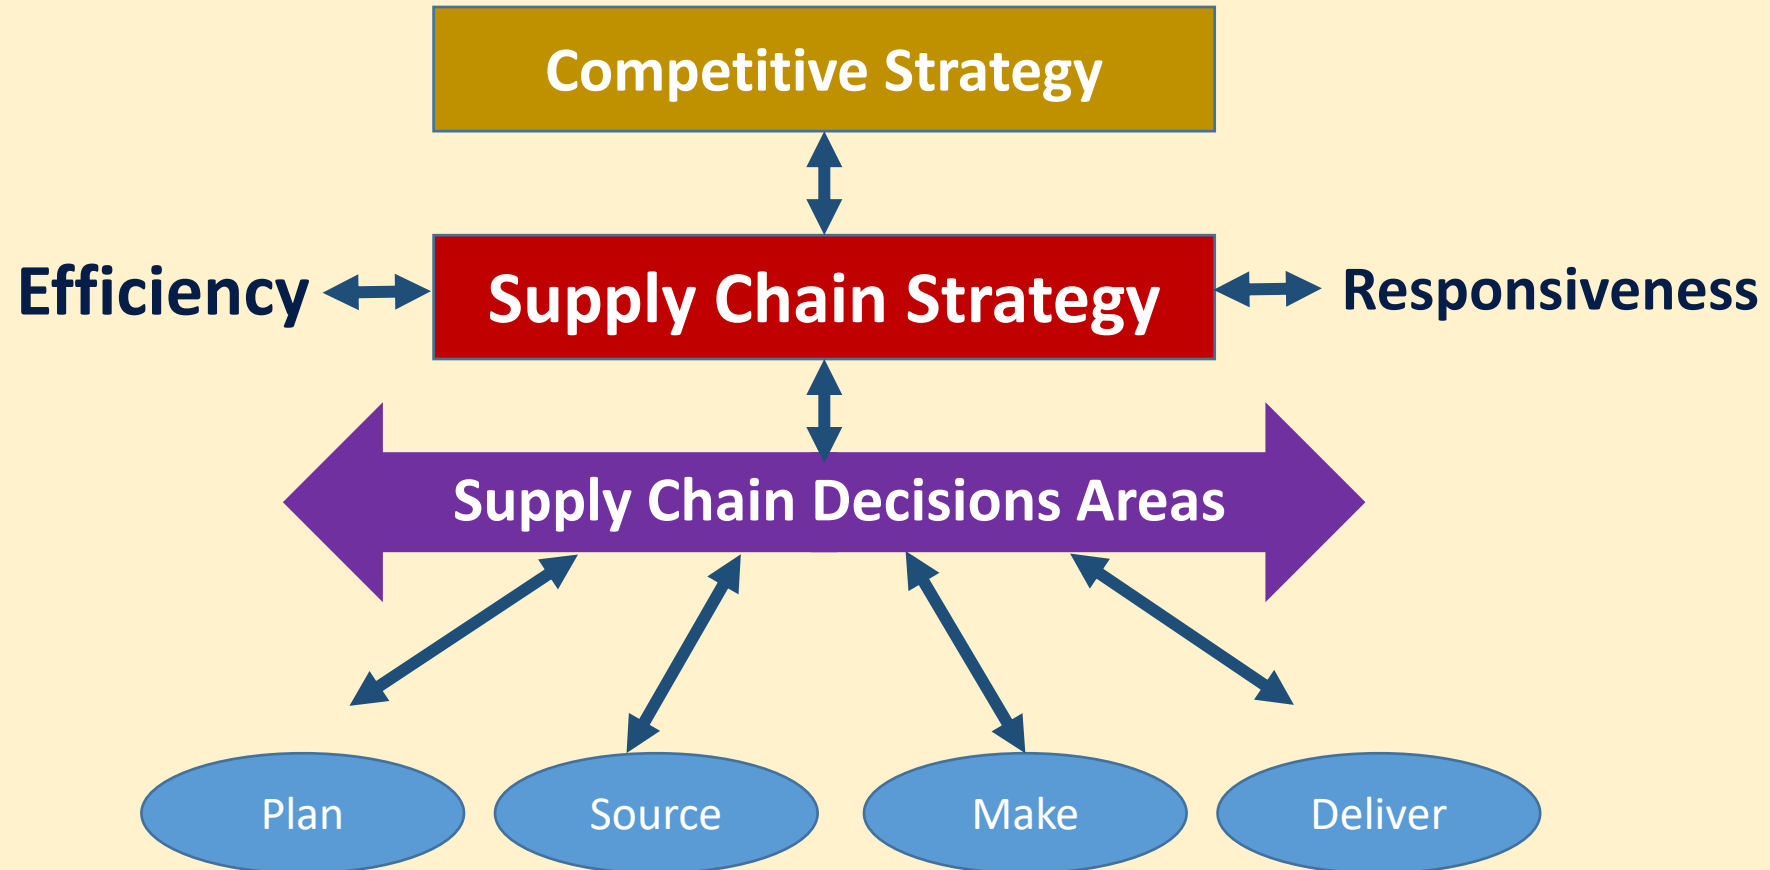 Competitive Strategy
Efficiency
Supply Chain Strategy
Responsiveness
Supply Chain Decisions Areas
Plan
Source
Make
Deliver